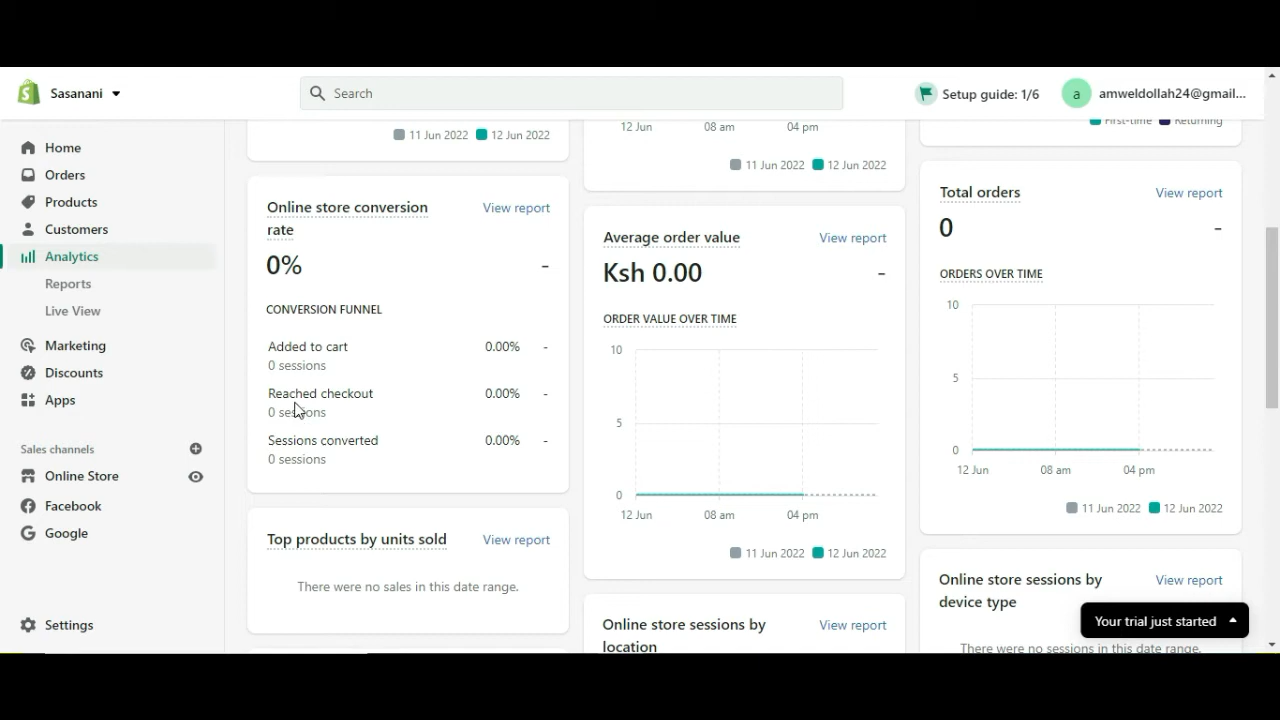 Sasanani
Search
Setup guide: 1/6
a
amweldollah24@gmail...
Home
Orders
Products
Customers
Analytics
Reports
Live View
Marketing
Discounts
Apps
Sales channels
Online Store
Facebook
Google
Settings
11 Jun 2022 12 Jun 2022
Online store conversion
rate
View report
0% -
CONVERSION FUNNEL
Added to cart 0.00% -
0 sessions
Reached checkout 0.00% -
0 sessions
Sessions converted 0.00% -
0 sessions
Top products by units sold View report
There were no sales in this date range.
12 Jun 08 am 04 pm
11 Jun 2022 12 Jun 2022
Average order value View report
Ksh 0.00 -
ORDER VALUE OVER TIME
10
5
0
12 Jun 08 am 04 pm
11 Jun 2022 12 Jun 2022
Online store sessions by
location
View report
First-time Returning
Total orders View report
0 -
ORDERS OVER TIME
10
5
0
12 Jun 08 am 04 pm
11 Jun 2022 12 Jun 2022
Online store sessions by
device type
View report
Your trial just started
There were no sessions in this date range.